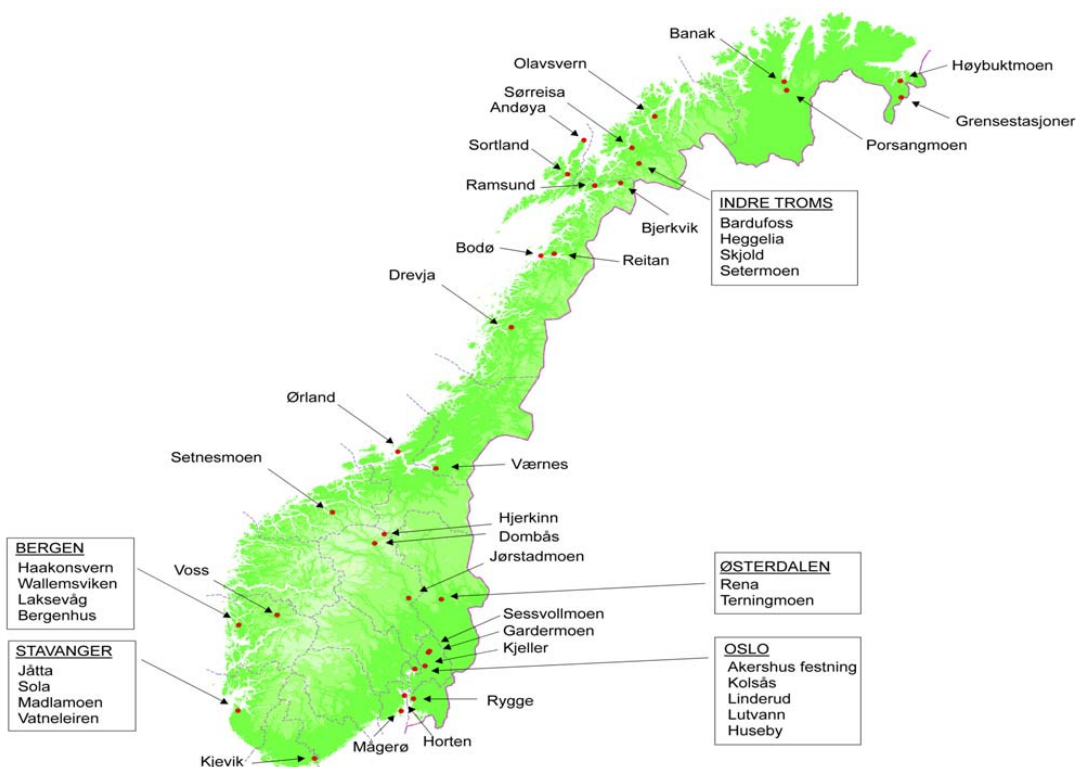 Banak
Olavsvern
Høybuktmoen
Sørreisa
Andøya
Grensestasjoner
Sortland
Porsangmoen
Ramsund
INDRE TROMS
Bardufoss
Heggelia
Skjold
Setermoen
Bjerkvik
Bodø
Reitan
Drevja
Ørland
Setnesmoen
Værnes
Hjerkinn
Dombås
Jørstadmoen
BERGEN
Haakonsvern
Wallemsviken
Laksevåg
Bergenhus
Voss
ØSTERDALEN
Rena
Terningmoen
Sessvollmoen
Gardermoen
Kjeller
STAVANGER
Jåtta
Sola
Madlamoen
Vatneleiren
OSLO
Akershus festning
Kolsås
Linderud
Lutvann
Huseby
Rygge
Mågerø
Horten
Kjevik